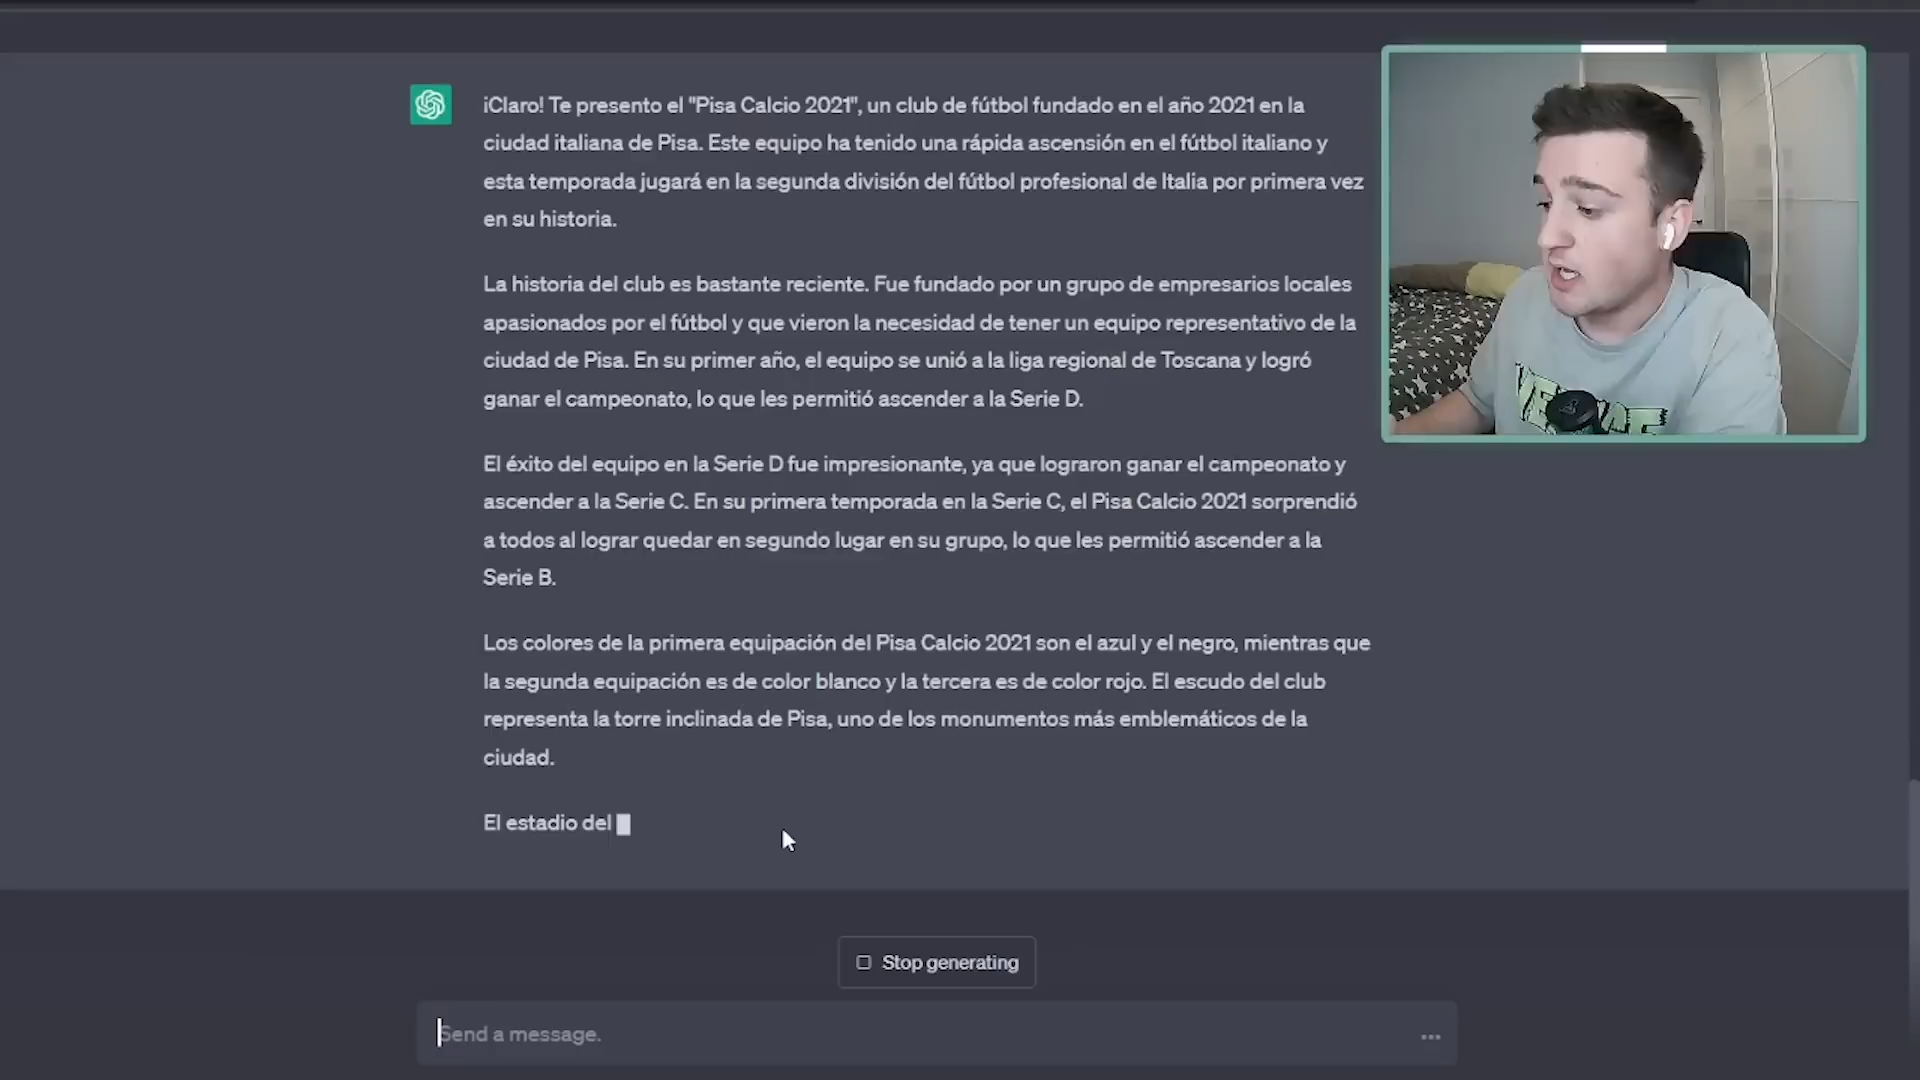 ¡Claro! Te presento el "Pisa Calcio 2021", un club de fútbol fundado en el año 2021 en la
ciudad italiana de Pisa. Este equipo ha tenido una rápida ascensión en el fútbol italiano y
esta temporada jugará en la segunda división del fútbol profesional de Italia por primera vez
en su historia.
La historia del club es bastante reciente. Fue fundado por un grupo de empresarios locales
apasionados por el fútbol y que vieron la necesidad de tener un equipo representativo de la
ciudad de Pisa. En su primer año, el equipo se unió a la liga regional de Toscana y logró
ganar el campeonato, lo que les permitió ascender a la Serie D.
El éxito del equipo en la Serie D fue impresionante, ya que lograron ganar el campeonato y
ascender a la Serie C. En su primera temporada en la Serie C, el Pisa Calcio 2021 sorprendió
a todos al lograr quedar en segundo lugar en su grupo, lo que les permitió ascender a la
Serie B.
Los colores de la primera equipación del Pisa Calcio 2021 son el azul y el negro, mientras que
la segunda equipación es de color blanco y la tercera es de color rojo. El escudo del club
representa la torre inclinada de Pisa, uno de los monumentos más emblemáticos de la
ciudad.
El estadio del
Stop generating
Send a message.